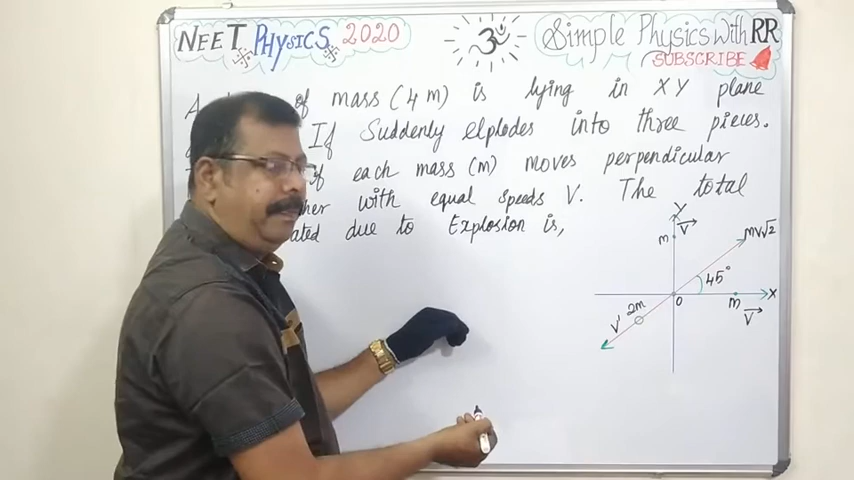 NEET PHYSICS 2020
ॐ
Simple Physics with RR
SUBSCRIBE
A of mass (4 m) is lying in XY plane
If Suddenly elplodes into three pieces.
of each mass (m) moves perpendicular
her with equal speeds V. The total
ated due to Explosion is,
Y
m V
mv√2
45°
2m
O
m
X
V'
V